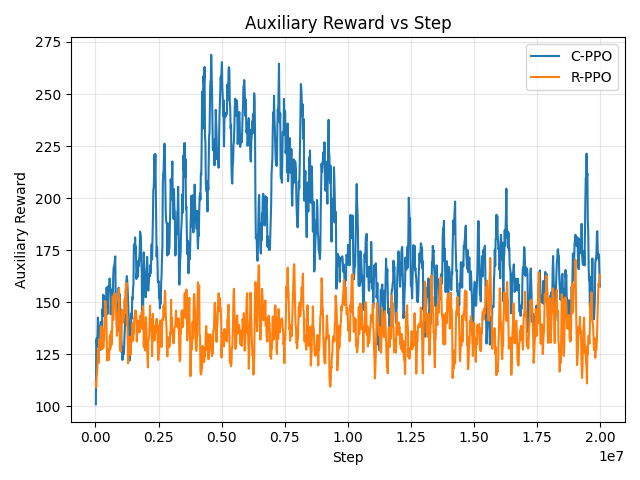 Auxiliary Reward vs Step
C-PPO
R-PPO
Auxiliary Reward
275
250
225
200
175
150
125
100
0.00 0.25 0.50 0.75 1.00 1.25 1.50 1.75 2.00
1e7
Step